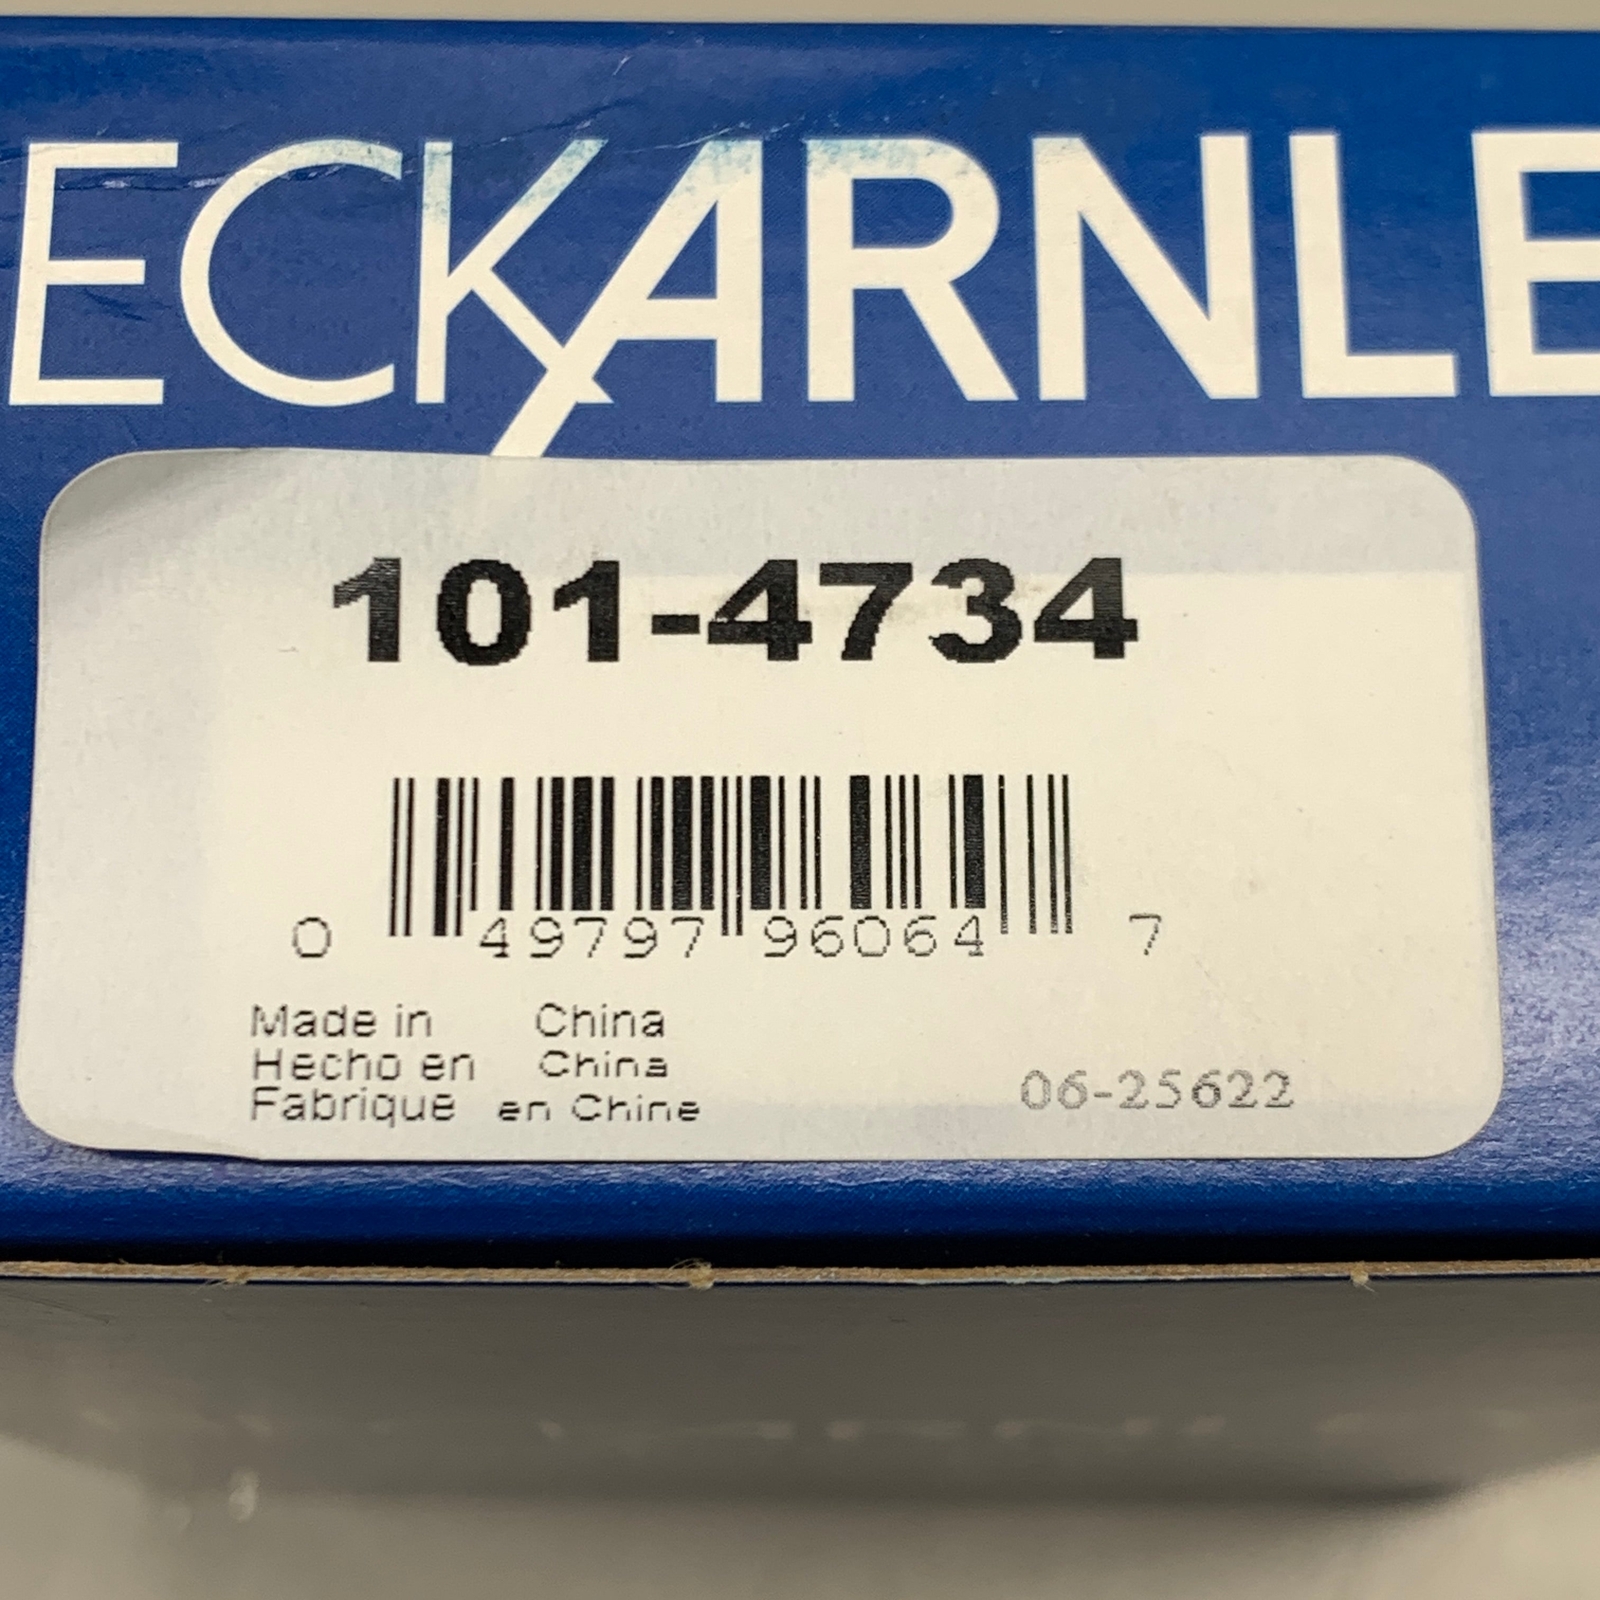 ECKARNLE
101-4734
0 49797 96064 7
Made in China
Hecho en China
Fabrique en Chine
06-25622